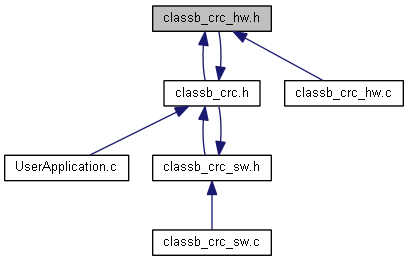 classb_crc_hw.h
classb_crc.h
classb_crc_hw.c
UserApplication.c
classb_crc_sw.h
classb_crc_sw.c